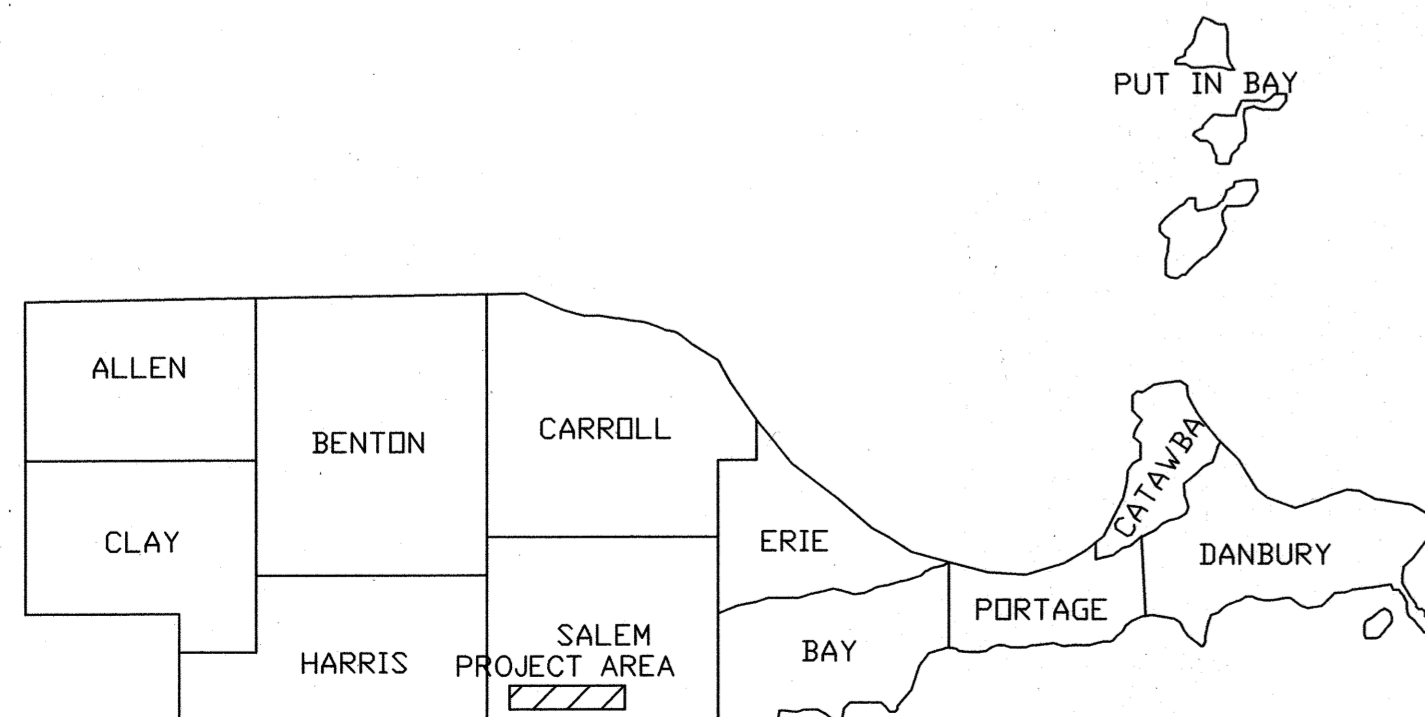 PUT IN BAY
ALLEN
BENTON
CARROLL
CATAWBA
CLAY
ERIE
DANBURY
PORTAGE
SALEM
BAY
HARRIS
PROJECT AREA